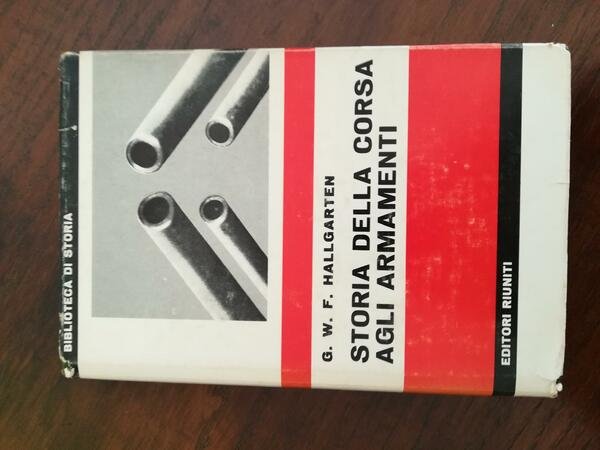 BIBLIOTECA DI STORIA
G. W. F. HALLGARTEN
STORIA DELLA CORSA
AGLI ARMAMENTI
EDITORI RIUNITI